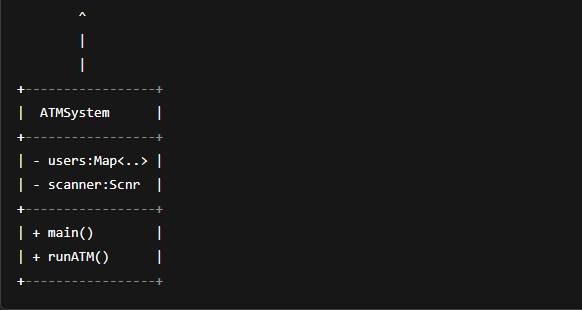 ^
        |
        |
+-----------------+
|  ATMSystem      |
+-----------------+
| - users:Map<..> |
| - scanner:Scnr  |
+-----------------+
| + main()        |
| + runATM()      |
+-----------------+